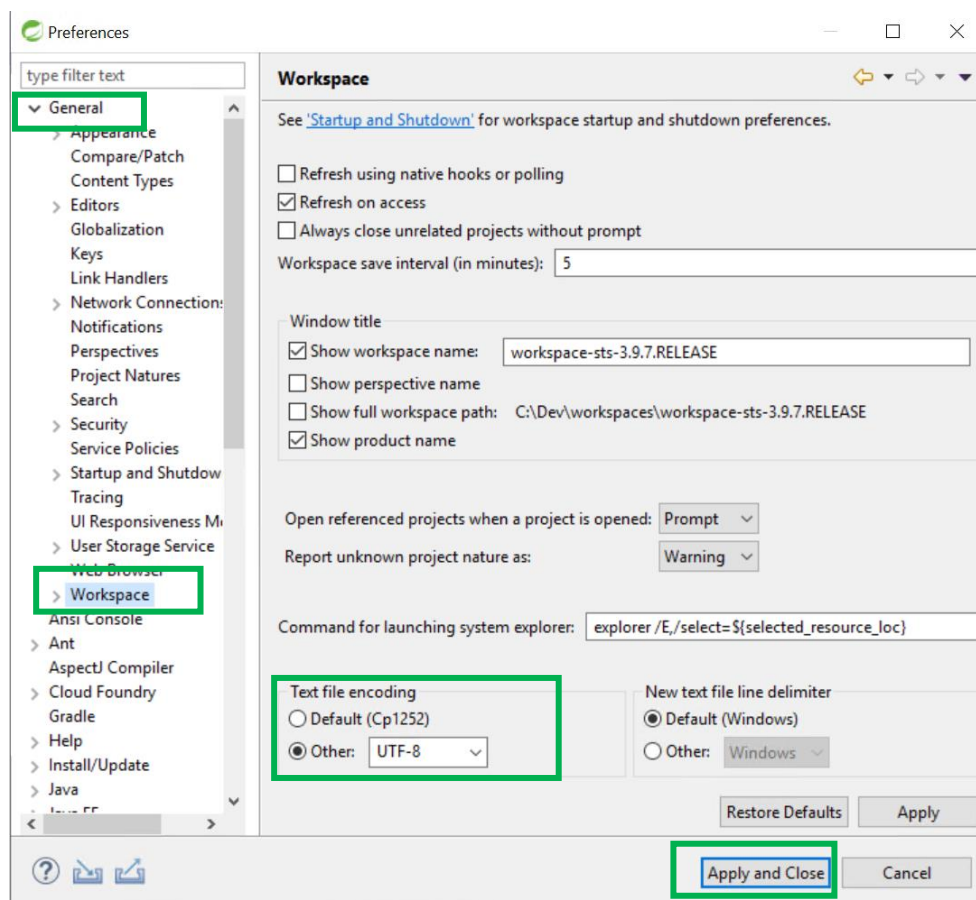 Preferences
type filter text
General
Appearance
Compare/Patch
Content Types
Editors
Globalization
Keys
Link Handlers
Network Connections
Notifications
Perspectives
Project Natures
Search
Security
Service Policies
Startup and Shutdow
Tracing
UI Responsiveness M
User Storage Service
Web Browser
Workspace
Ansi Console
Ant
AspectJ Compiler
Cloud Foundry
Gradle
Help
Install/Update
Java
Java EE
Workspace
See 'Startup and Shutdown' for workspace startup and shutdown preferences.
Refresh using native hooks or polling
Refresh on access
Always close unrelated projects without prompt
Workspace save interval (in minutes): 5
Window title
Show workspace name: workspace-sts-3.9.7.RELEASE
Show perspective name
Show full workspace path: C:\Dev\workspaces\workspace-sts-3.9.7.RELEASE
Show product name
Open referenced projects when a project is opened: Prompt
Report unknown project nature as: Warning
Command for launching system explorer: explorer /E,/select=${selected_resource_loc}
Text file encoding
Default (Cp1252)
Other: UTF-8
New text file line delimiter
Default (Windows)
Other: Windows
Restore Defaults Apply
? Apply and Close Cancel